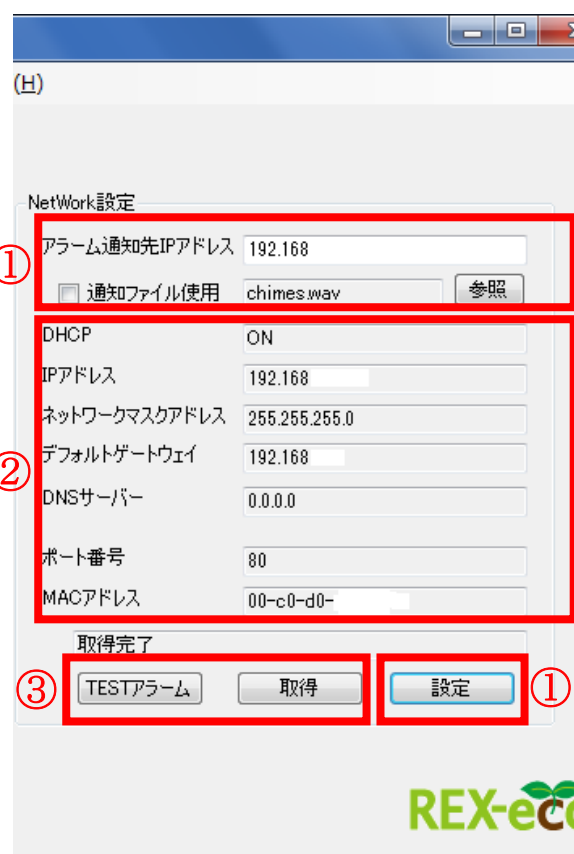 (H)
NetWork設定
①
アラーム通知先IPアドレス 192.168
通知ファイル使用 chimes.wav 参照
②
DHCP ON
IPアドレス 192.168
ネットワークマスクアドレス 255.255.255.0
デフォルトゲートウェイ 192.168
DNSサーバー 0.0.0.0
ポート番号 80
MACアドレス 00-c0-d0-
取得完了
③ TESTアラーム 取得 設定 ①
REX-eco